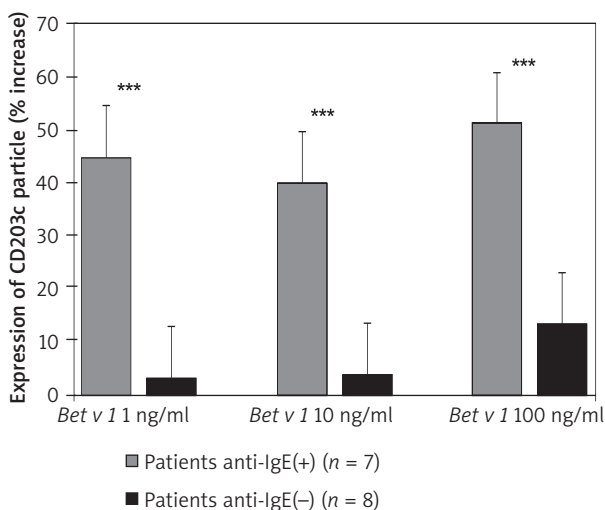 Expression of CD203c particle (% increase)
70
60
50
40
30
20
10
0
***
***
***
Bet v 1 1 ng/ml
Bet v 1 10 ng/ml
Bet v 1 100 ng/ml
Patients anti-IgE(+) (n = 7)
Patients anti-IgE(–) (n = 8)